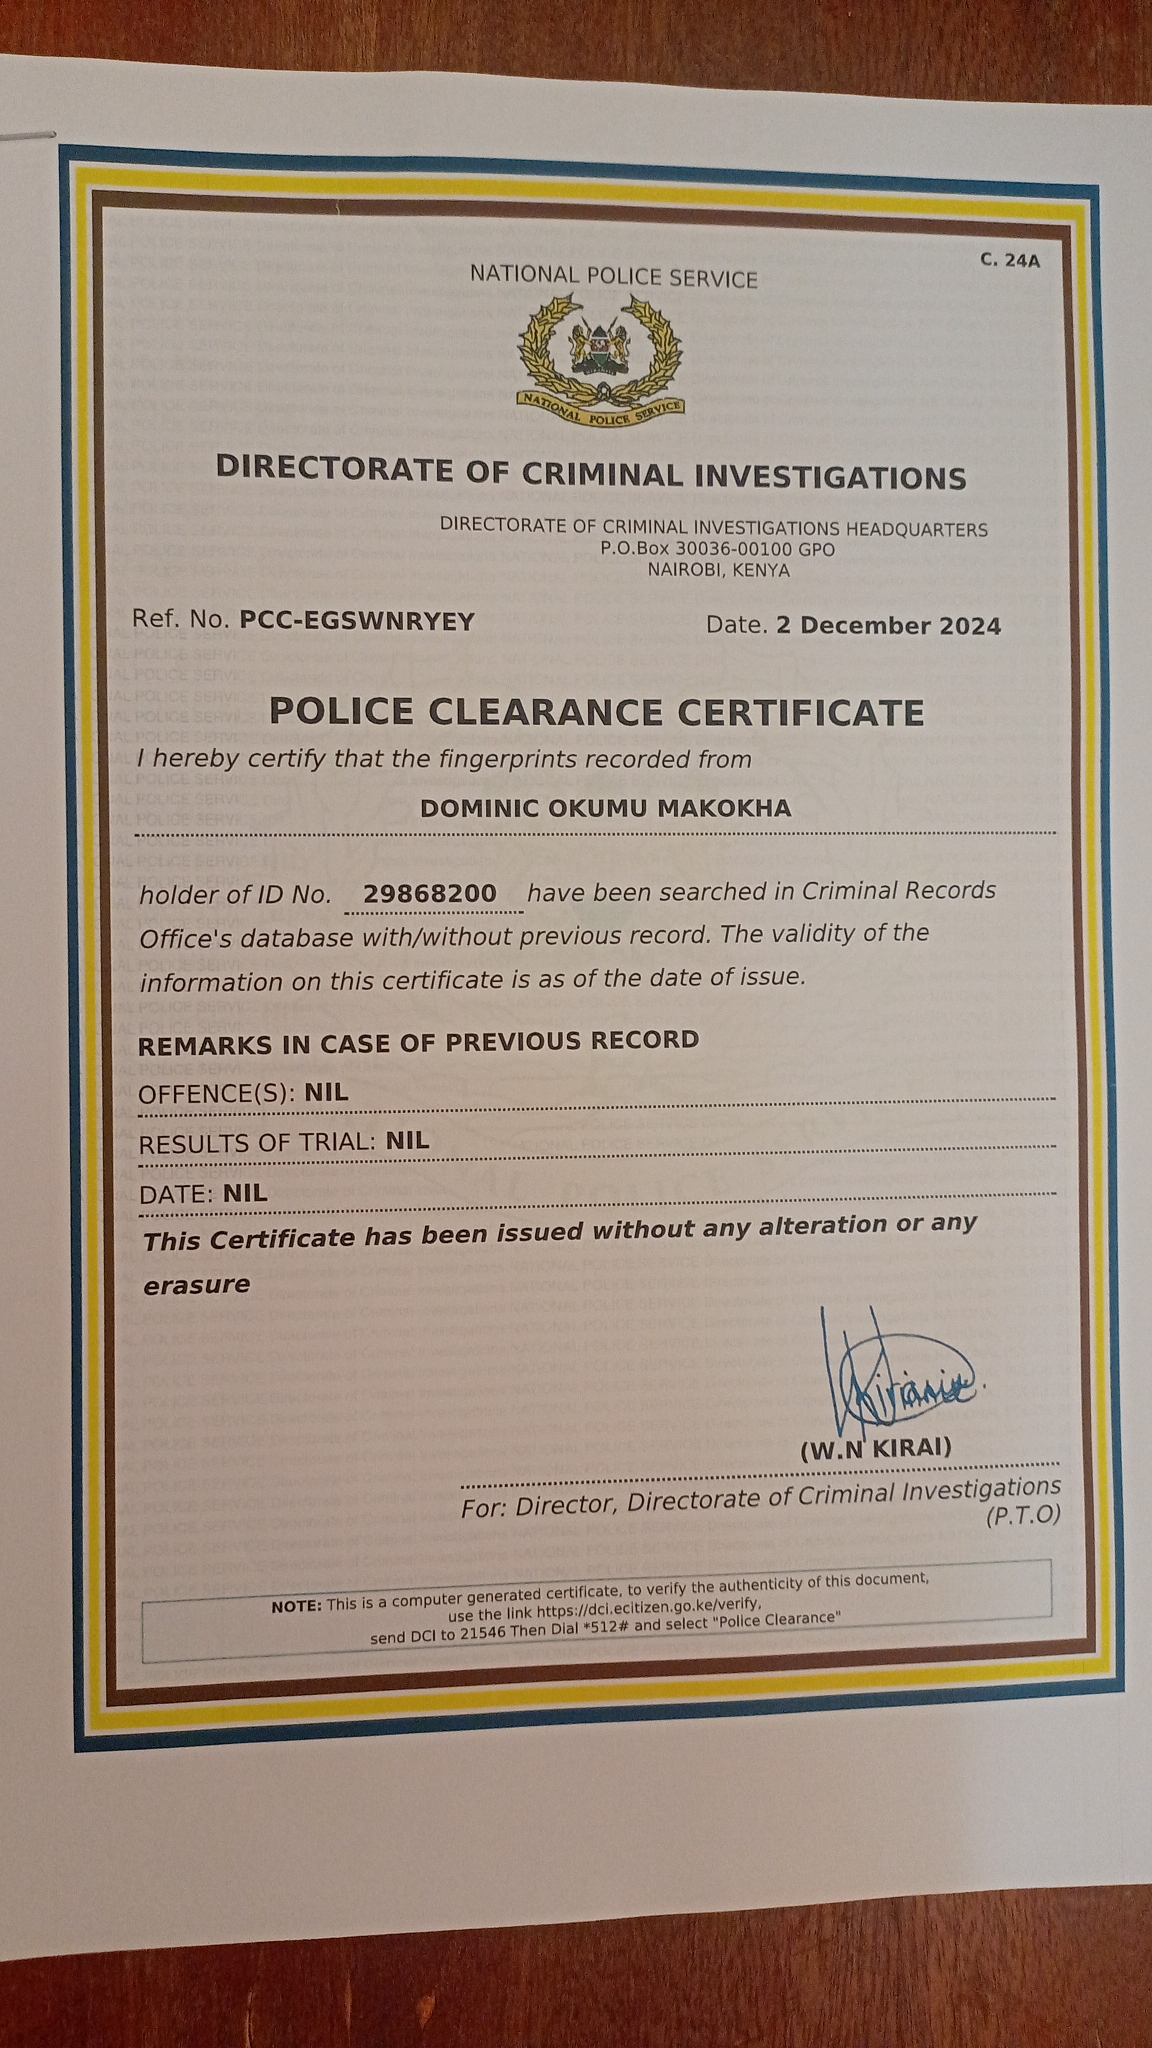 C. 24A
NATIONAL POLICE SERVICE
NATIONAL POLICE SERVICE
DIRECTORATE OF CRIMINAL INVESTIGATIONS
DIRECTORATE OF CRIMINAL INVESTIGATIONS HEADQUARTERS
P.O.Box 30036-00100 GPO
NAIROBI, KENYA
Ref. No. PCC-EGSWNRYEY Date. 2 December 2024
POLICE CLEARANCE CERTIFICATE
I hereby certify that the fingerprints recorded from
DOMINIC OKUMU MAKOKHA
holder of ID No. 29868200 have been searched in Criminal Records
Office's database with/without previous record. The validity of the
information on this certificate is as of the date of issue.
REMARKS IN CASE OF PREVIOUS RECORD
OFFENCE(S): NIL
RESULTS OF TRIAL: NIL
DATE: NIL
This Certificate has been issued without any alteration or any
erasure
(W.N KIRAI)
For: Director, Directorate of Criminal Investigations
(P.T.O)
NOTE: This is a computer generated certificate, to verify the authenticity of this document,
use the link https://dci.ecitizen.go.ke/verify,
send DCI to 21546 Then Dial *512# and select "Police Clearance"